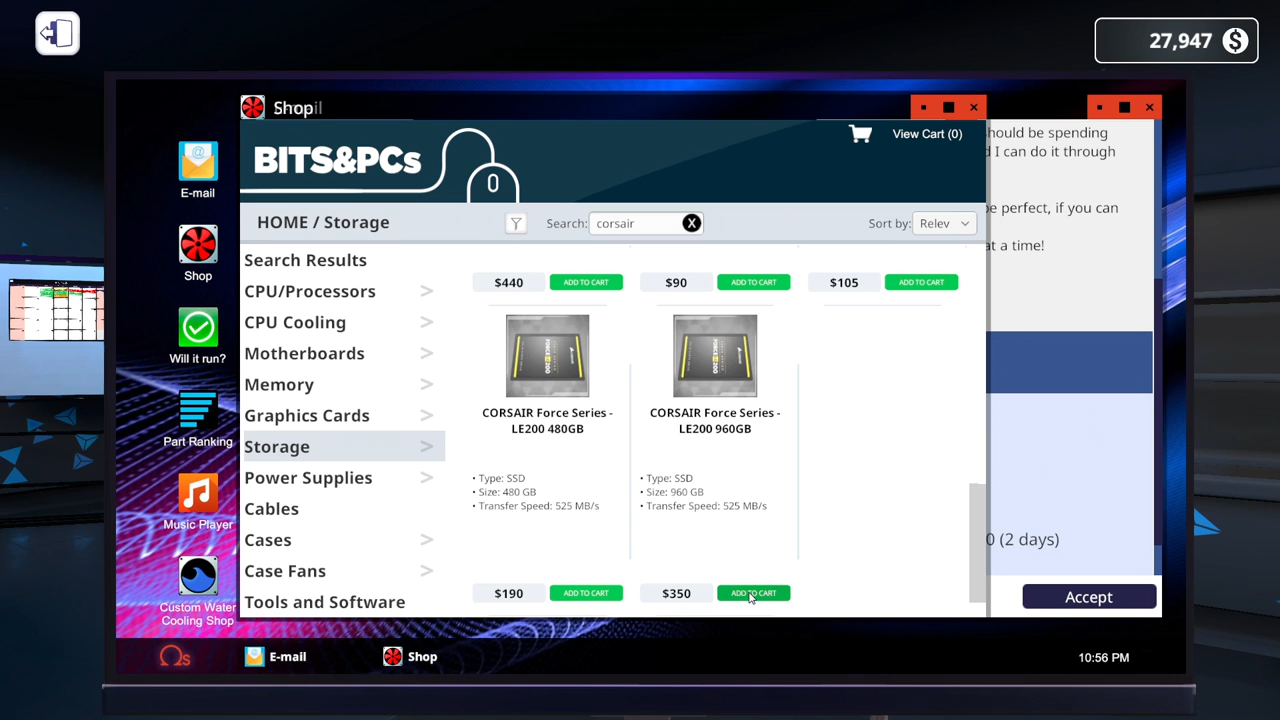 27,947 $
Shop
BITS&PCs
View Cart (0)
HOME / Storage
Search:
corsair
X
Sort by:
Relev
Search Results
CPU/Processors
CPU Cooling
Motherboards
Memory
Graphics Cards
Storage
Power Supplies
Cables
Cases
Case Fans
Tools and Software
$440
ADD TO CART
$90
ADD TO CART
$105
ADD TO CART
CORSAIR Force Series -
LE200 480GB
• Type: SSD
• Size: 480 GB
• Transfer Speed: 525 MB/s
$190
ADD TO CART
CORSAIR Force Series -
LE200 960GB
• Type: SSD
• Size: 960 GB
• Transfer Speed: 525 MB/s
$350
ADD TO CART
should be spending
I can do it through
be perfect, if you can
at a time!
0 (2 days)
Accept
E-mail
Shop
Will it run?
Part Ranking
Music Player
Custom Water
Cooling Shop
Ωs
E-mail
Shop
10:56 PM